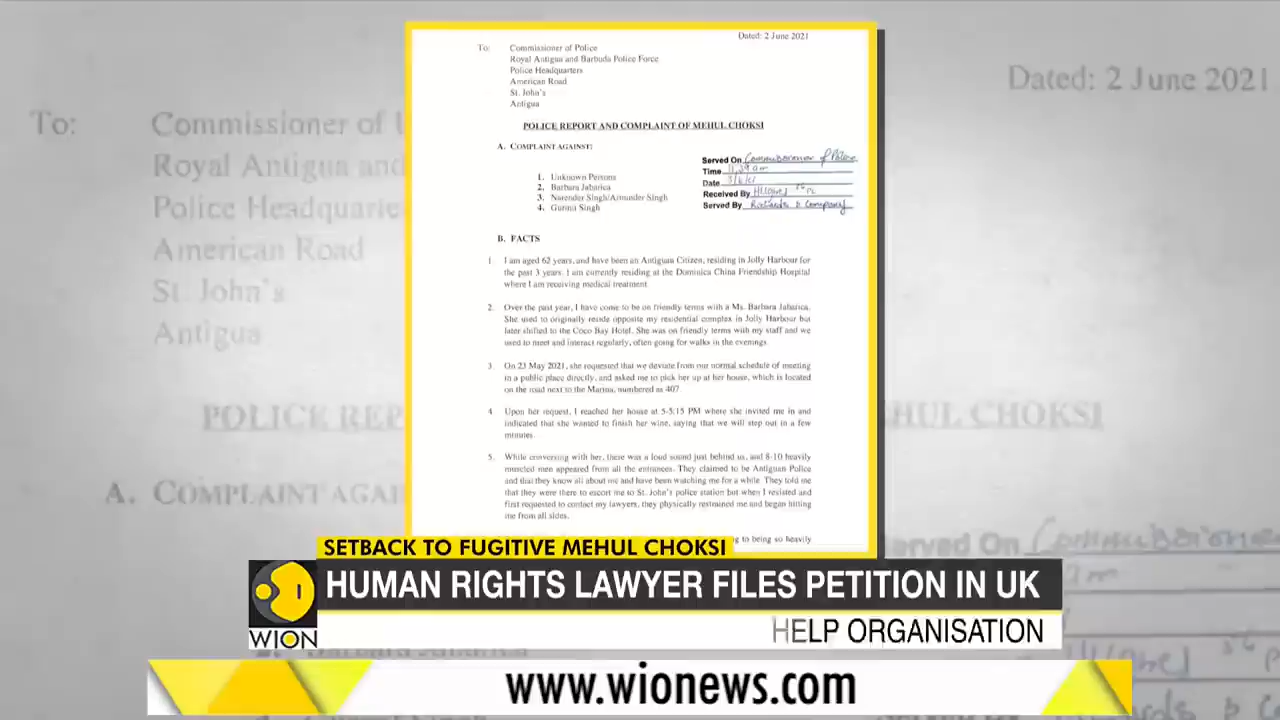 Dated: 2 June 2021
To: Commissioner of Police
Royal Antigua and Barbuda Police Force
Police Headquarters
American Road
St. John's
Antigua
POLICE REPORT AND COMPLAINT OF MEHUL CHOKSI
A. COMPLAINT AGAINST:
1. Unknown Persons
2. Barbara Jabarica
3. Narender Singh/Armunder Singh
4. Gurmit Singh
Served On Commissioner of Police
Time
Date
Received By
Served By
B. FACTS
1 I am aged 62 years, and have been an Antiguan Citizen, residing in Jolly Harbour for
the past 3 years. I am currently residing at the Dominica China Friendship Hospital
where I am receiving medical treatment.
2. Over the past year, I have come to be on friendly terms with a Ms. Barbara Jabarica.
She used to originally reside opposite my residential complex in Jolly Harbour but
later shifted to the Coco Bay Hotel. She was on friendly terms with my staff and we
used to meet and interact regularly, often going for walks in the evenings.
3. On 23 May 2021, she requested that we deviate from our normal schedule of meeting
in a public place directly, and asked me to pick her up at her house, which is located
on the road next to the Marina, numbered as 407.
4 Upon her request, I reached her house at 5-5:15 PM where she invited me in and
indicated that she wanted to finish her wine, saying that we will step out in a few
minutes.
5. While conversing with her, there was a loud sound just behind us, and 8-10 heavily
muscled men appeared from all the entrances. They claimed to be Antiguan Police
and that they know all about me and have been watching me for a while. They told me
that they were there to escort me to St. John's police station but when I resisted and
first requested to contact my lawyers, they physically restrained me and began hitting
me from all sides.
to being so heavily
Dated: 2 June 2021
To: Commissioner of
Royal Antigua and
Police Headquarte
American Road
St. John's
Antigua
POLICE REPOR
HUL CHOKSI
A. COMPLAINT AGAIN
Served On Commissione
SETBACK TO FUGITIVE MEHUL CHOKSI
HUMAN RIGHTS LAWYER FILES PETITION IN UK
HELP ORGANISATION
WION
www.wionews.com